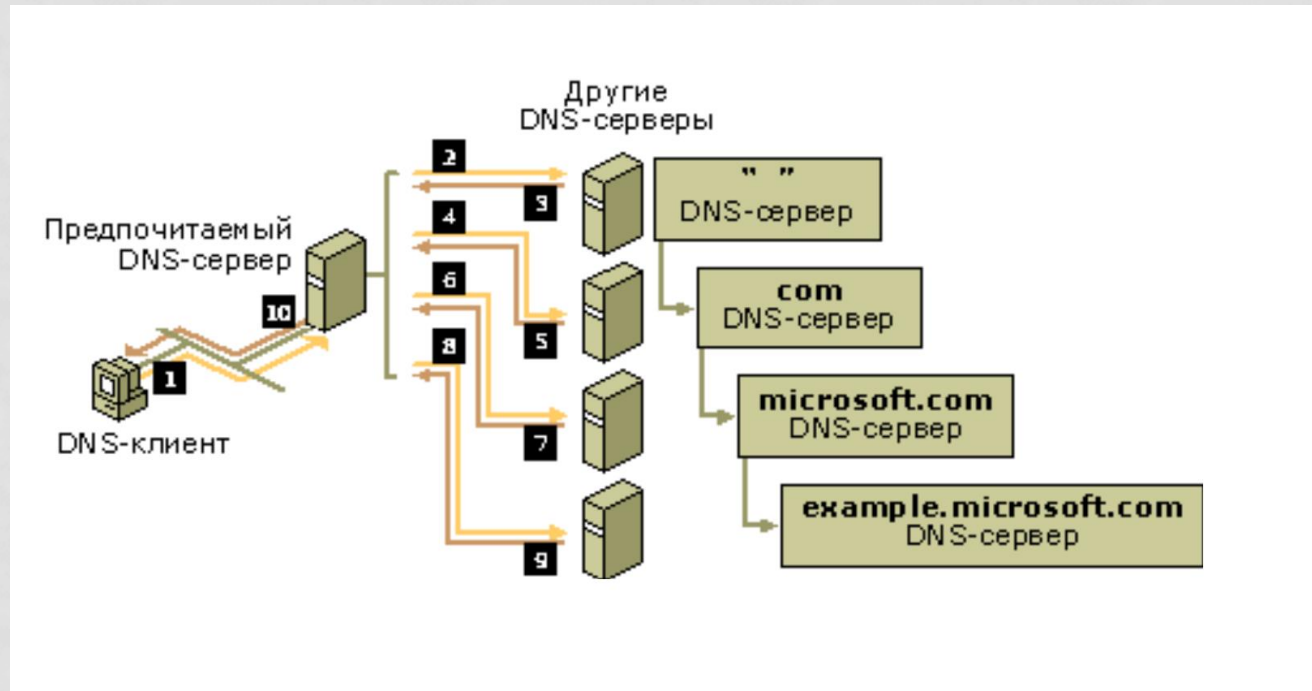 Другие
DNS-серверы
2
3
" "
DNS-сервер
4
Предпочитаемый
DNS-сервер
6
com
DNS-сервер
10
8
5
1
microsoft.com
DNS-сервер
DNS-клиент
7
example.microsoft.com
DNS-сервер
9